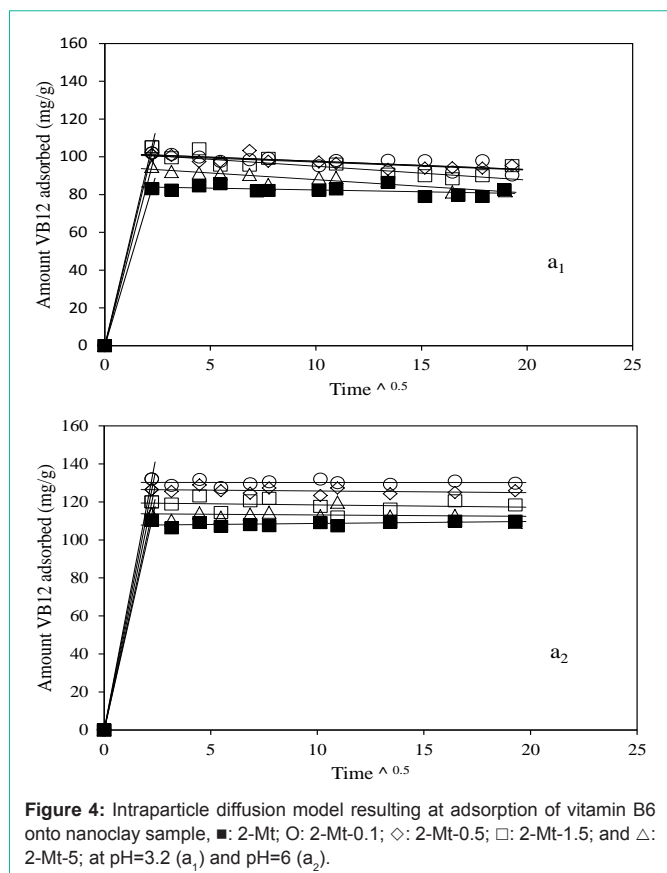 160
140
120
100
80
60
40
20
0
Amount VB12 adsorbed (mg/g)
a₁
0 5 10 15 20 25
Time ^ 0.5
160
140
120
100
80
60
40
20
0
Amount VB12 adsorbed (mg/g)
a₂
0 5 10 15 20 25
Time ^ 0.5
Figure 4: Intraparticle diffusion model resulting at adsorption of vitamin B6
onto nanoclay sample, ■: 2-Mt; O: 2-Mt-0.1; ◇: 2-Mt-0.5; □: 2-Mt-1.5; and △:
2-Mt-5; at pH=3.2 (a₁) and pH=6 (a₂).